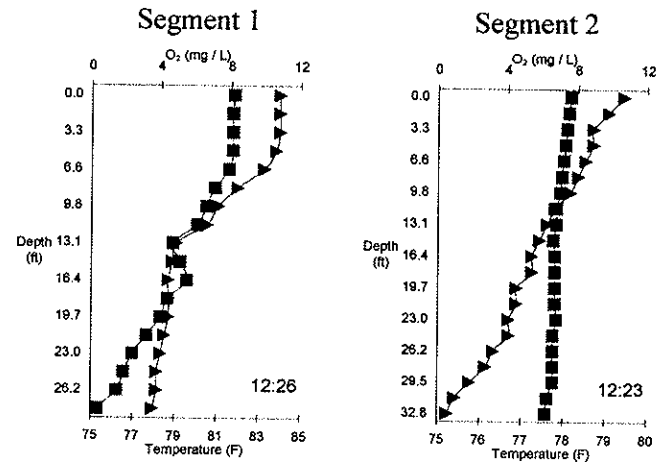 Segment 1
O₂ (mg / L)
0 4 8 12
0.0
3.3
6.6
9.8
13.1
16.4
19.7
23.0
26.2
Depth
(ft)
12:26
75 77 79 81 83 85
Temperature (F)
Segment 2
O₂ (mg / L)
0 4 8 12
0.0
3.3
6.6
9.8
13.1
16.4
19.7
23.0
26.2
29.5
32.8
Depth
(ft)
12:23
75 76 77 78 79 80
Temperature (F)